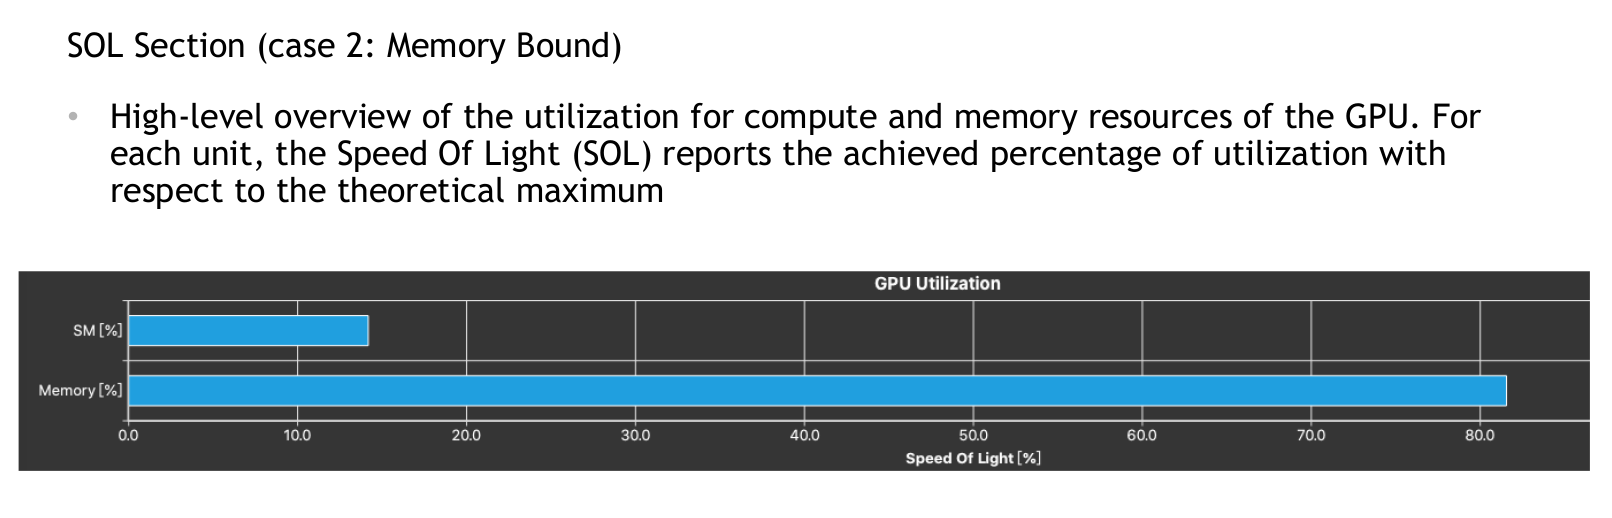 SOL Section (case 2: Memory Bound)
• High-level overview of the utilization for compute and memory resources of the GPU. For
each unit, the Speed Of Light (SOL) reports the achieved percentage of utilization with
respect to the theoretical maximum
GPU Utilization
SM [%]
Memory [%]
0.0 10.0 20.0 30.0 40.0 50.0 60.0 70.0 80.0
Speed Of Light [%]